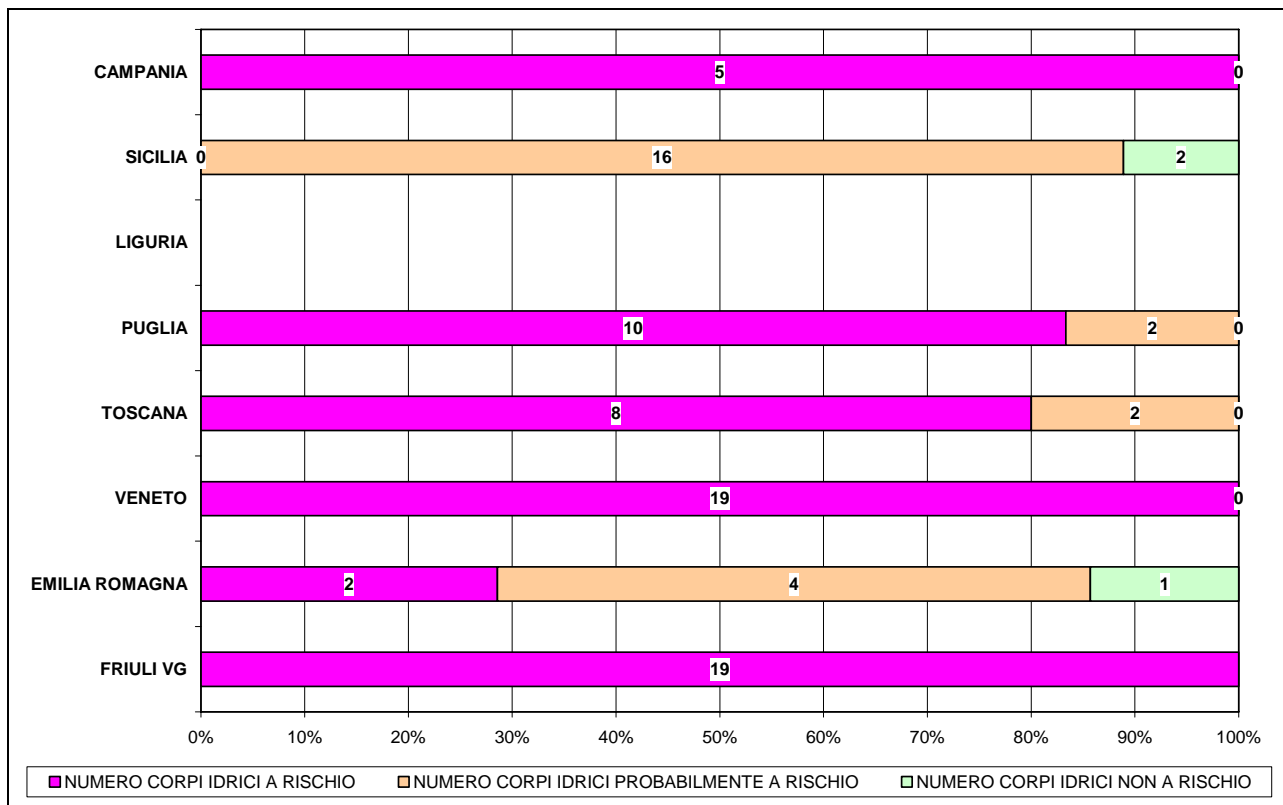 CAMPANIA 5 0
SICILIA 0 16 2
LIGURIA
PUGLIA 10 2 0
TOSCANA 8 2 0
VENETO 19 0
EMILIA ROMAGNA 2 4 1
FRIULI VG 19
0% 10% 20% 30% 40% 50% 60% 70% 80% 90% 100%
NUMERO CORPI IDRICI A RISCHIO NUMERO CORPI IDRICI PROBABILMENTE A RISCHIO NUMERO CORPI IDRICI NON A RISCHIO